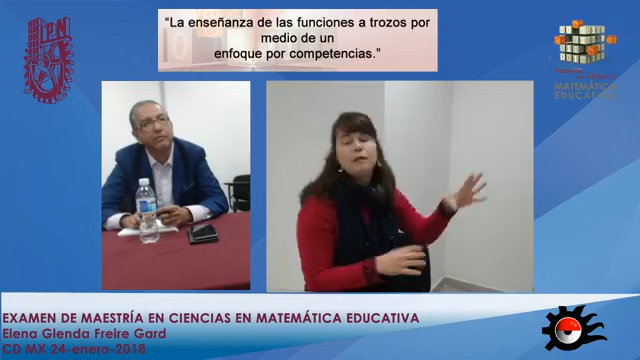 “La enseñanza de las funciones a trozos por
medio de un
enfoque por competencias.”
IPN
MATEMÁTICA
EDUCATIVA
EXAMEN DE MAESTRÍA EN CIENCIAS EN MATEMÁTICA EDUCATIVA
Elena Glenda Freire Gard
CD MX 24-enero-2018